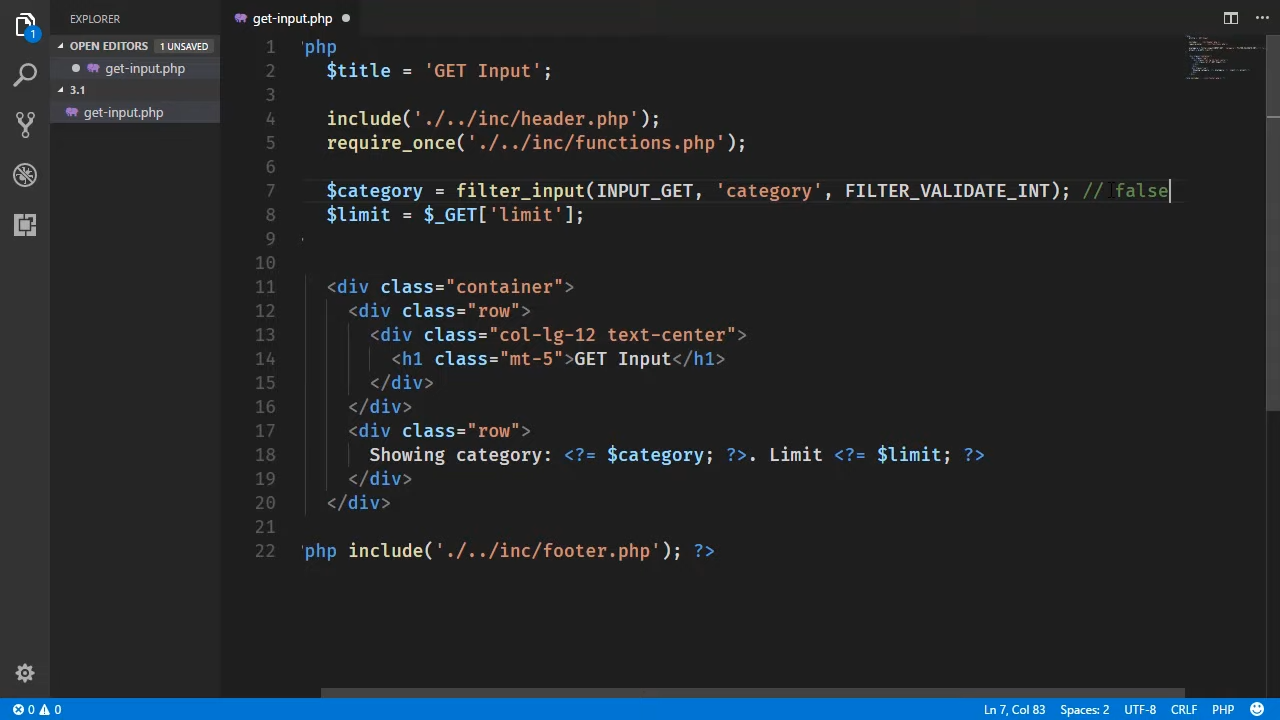 EXPLORER
get-input.php
OPEN EDITORS 1 UNSAVED
get-input.php
3.1
get-input.php
1
1 php
2 $title = 'GET Input';
3
4 include('./../inc/header.php');
5 require_once('./../inc/functions.php');
6
7 $category = filter_input(INPUT_GET, 'category', FILTER_VALIDATE_INT); // false
8 $limit = $_GET['limit'];
9
10
11 <div class="container">
12 <div class="row">
13 <div class="col-lg-12 text-center">
14 <h1 class="mt-5">GET Input</h1>
15 </div>
16 </div>
17 <div class="row">
18 Showing category: <?= $category; ?>. Limit <?= $limit; ?>
19 </div>
20 </div>
21
22 php include('./../inc/footer.php'); ?>
0 0 Ln 7, Col 83 Spaces: 2 UTF-8 CRLF PHP